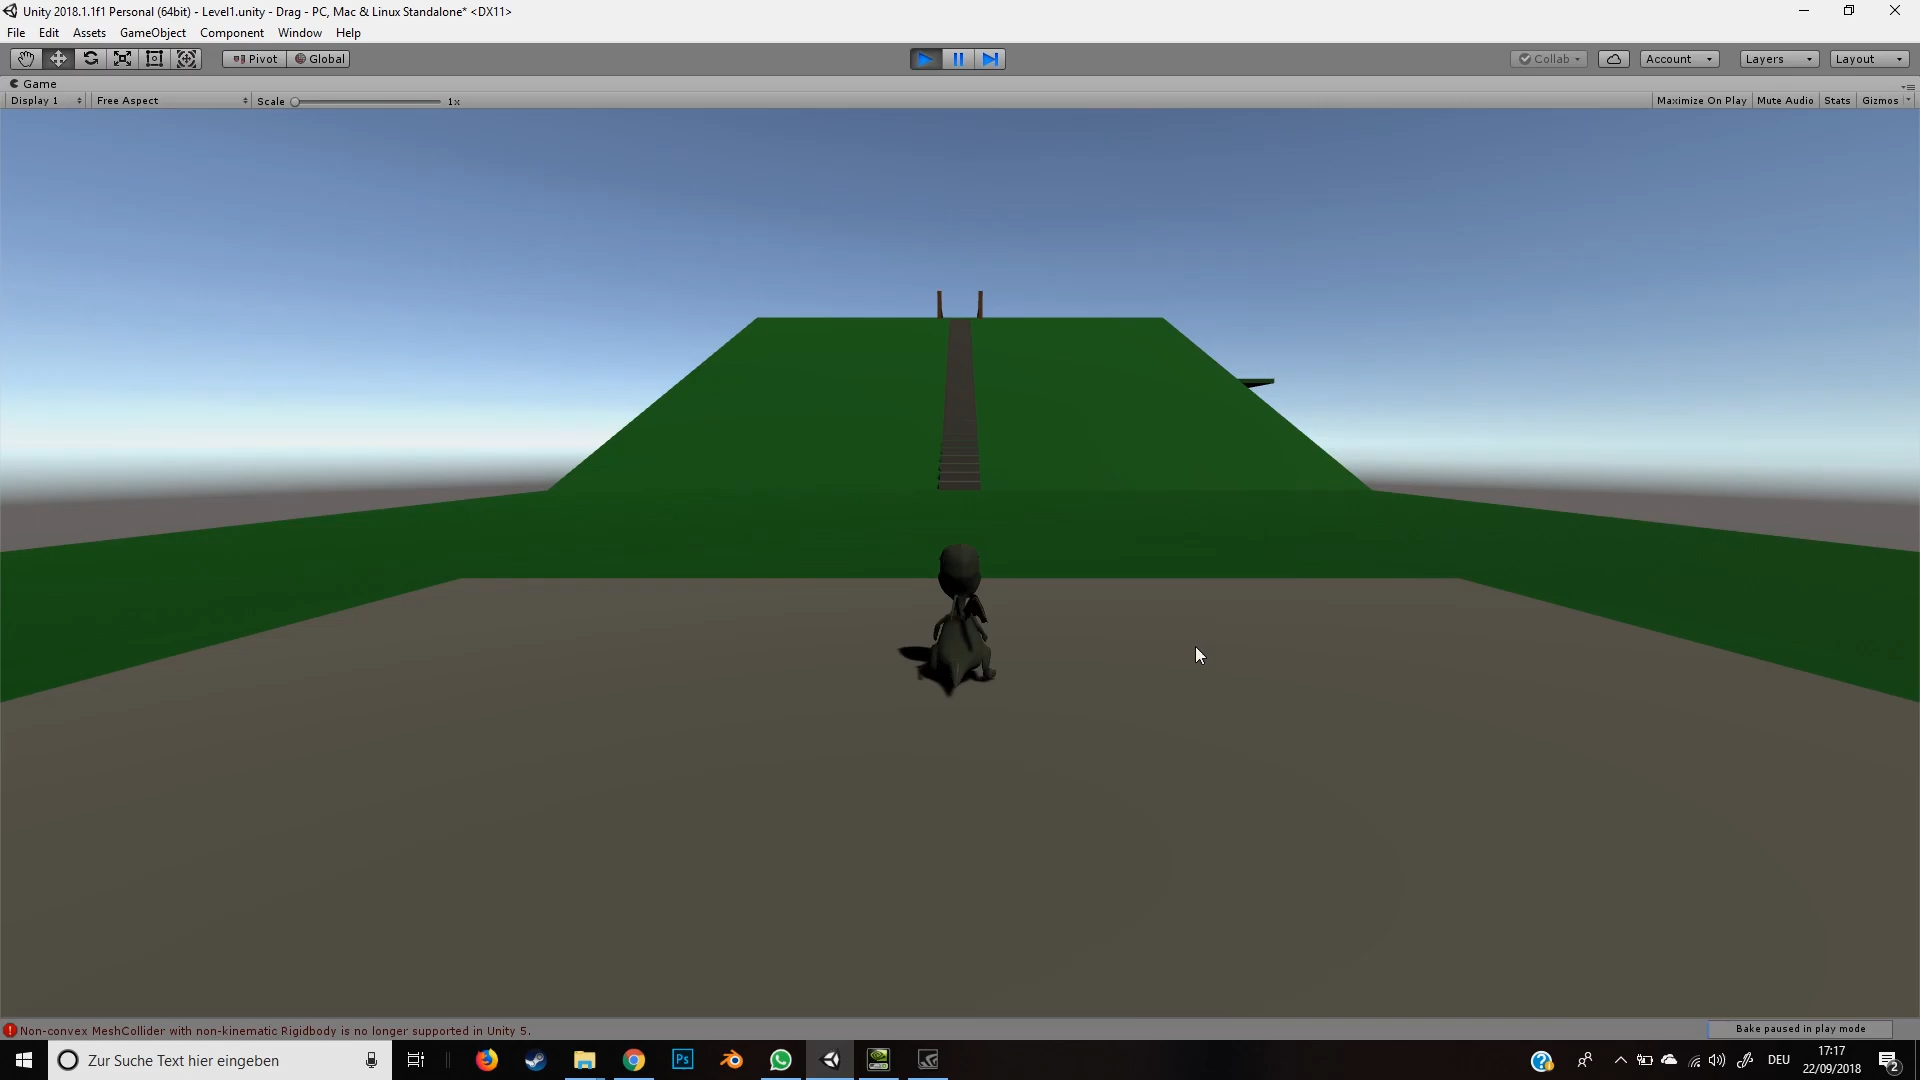 Unity 2018.1.1f1 Personal (64bit) - Level1.unity - Drag - PC, Mac & Linux Standalone* <DX11>
File Edit Assets GameObject Component Window Help
Pivot Global Collab Account Layers Layout
Game
Display 1 Free Aspect Scale 1x Maximize On Play Mute Audio Stats Gizmos
Non-convex MeshCollider with non-kinematic Rigidbody is no longer supported in Unity 5.
Bake paused in play mode
Zur Suche Text hier eingeben
Ps
DEU
17:17
22/09/2018
2